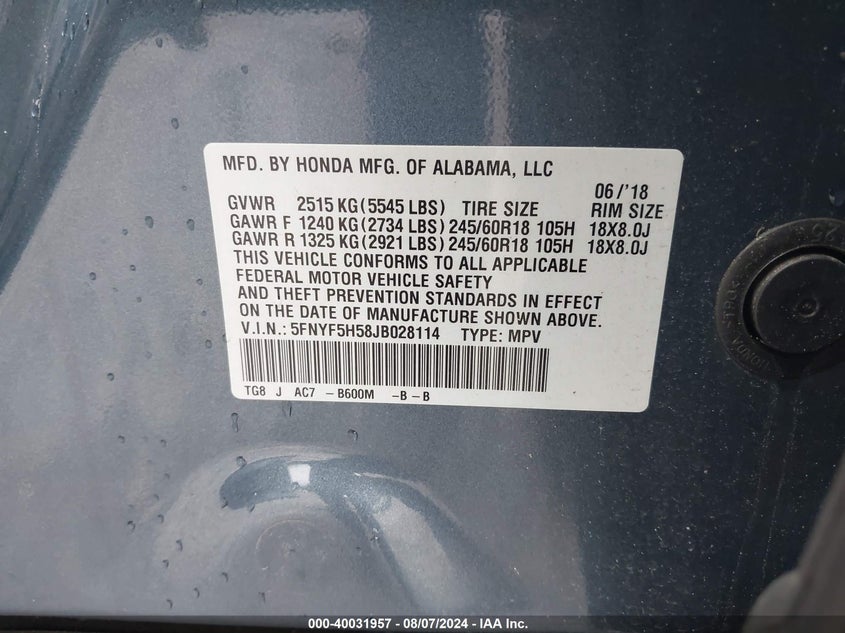 MFD. BY HONDA MFG. OF ALABAMA, LLC
06/'18
GVWR 2515 KG (5545 LBS) TIRE SIZE RIM SIZE
GAWR F 1240 KG (2734 LBS) 245/60R18 105H 18X8.0J
GAWR R 1325 KG (2921 LBS) 245/60R18 105H 18X8.0J
THIS VEHICLE CONFORMS TO ALL APPLICABLE
FEDERAL MOTOR VEHICLE SAFETY
AND THEFT PREVENTION STANDARDS IN EFFECT
ON THE DATE OF MANUFACTURE SHOWN ABOVE.
V.I.N.: 5FNYF5H58JB028114 TYPE: MPV
TG8 J AC7 - B600M - B - B
000-40031957 - 08/07/2024 - IAA Inc.